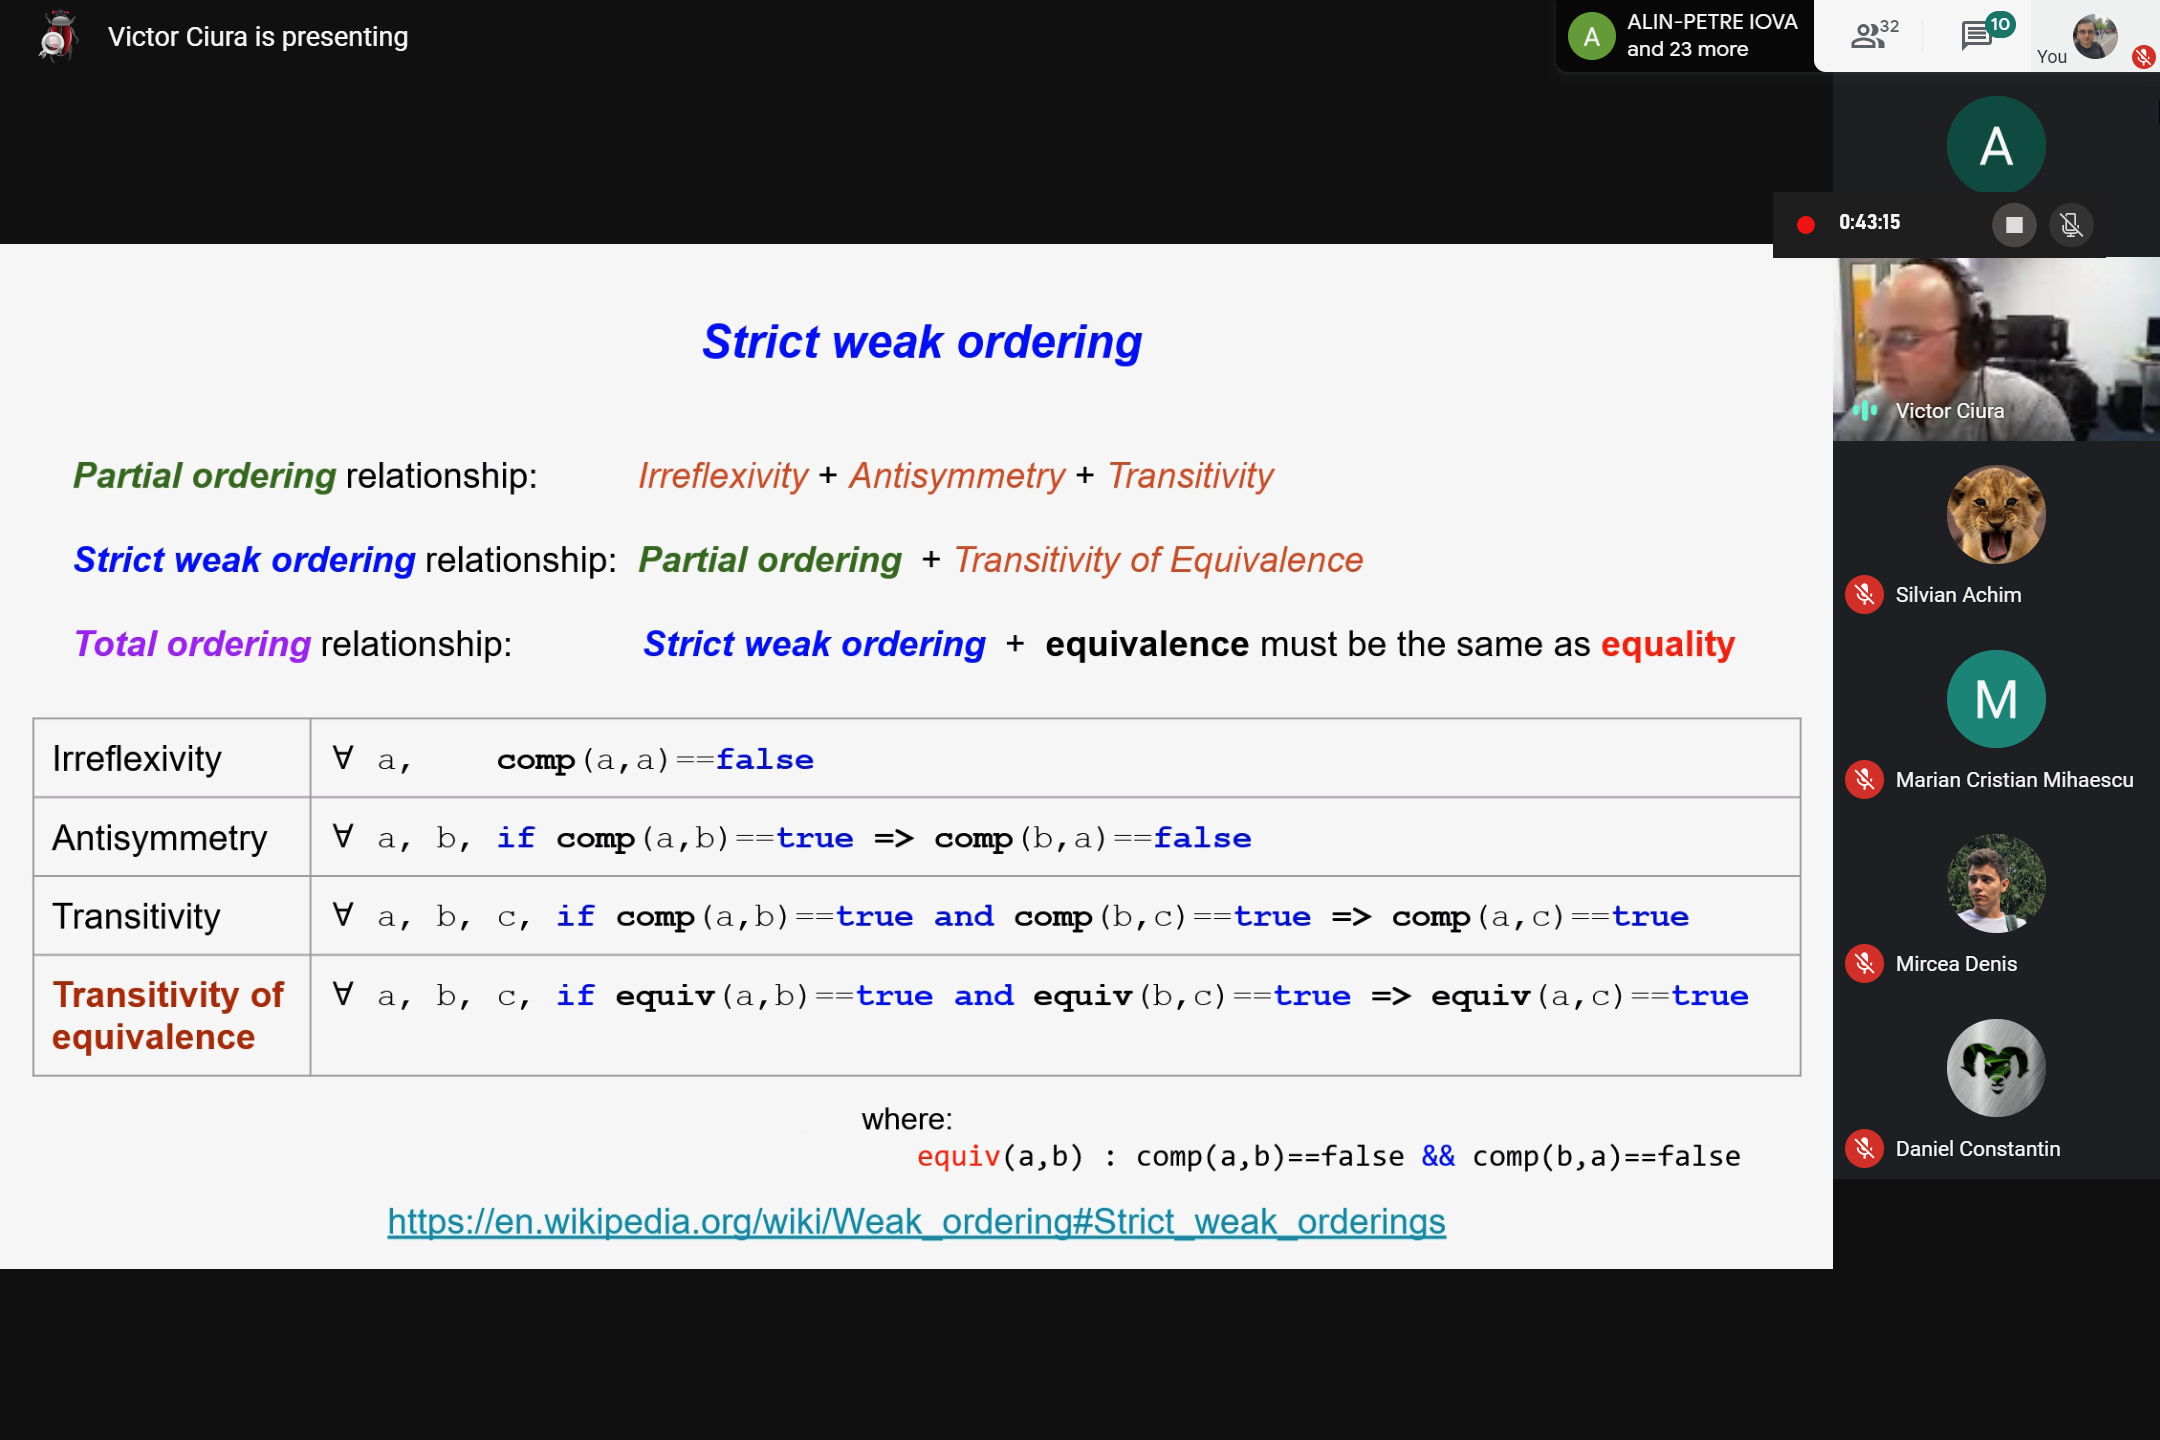 Victor Ciura is presenting
A
ALIN-PETRE IOVA
and 23 more
32
10
You
A
0:43:15
Victor Ciura
Silvian Achim
M
Marian Cristian Mihaescu
Mircea Denis
Daniel Constantin
Strict weak ordering
Partial ordering relationship: Irreflexivity + Antisymmetry + Transitivity
Strict weak ordering relationship: Partial ordering + Transitivity of Equivalence
Total ordering relationship: Strict weak ordering + equivalence must be the same as equality
Irreflexivity ∀ a, comp(a,a)==false
Antisymmetry ∀ a, b, if comp(a,b)==true => comp(b,a)==false
Transitivity ∀ a, b, c, if comp(a,b)==true and comp(b,c)==true => comp(a,c)==true
Transitivity of
equivalence
∀ a, b, c, if equiv(a,b)==true and equiv(b,c)==true => equiv(a,c)==true
where:
equiv(a,b) : comp(a,b)==false && comp(b,a)==false
https://en.wikipedia.org/wiki/Weak_ordering#Strict_weak_orderings